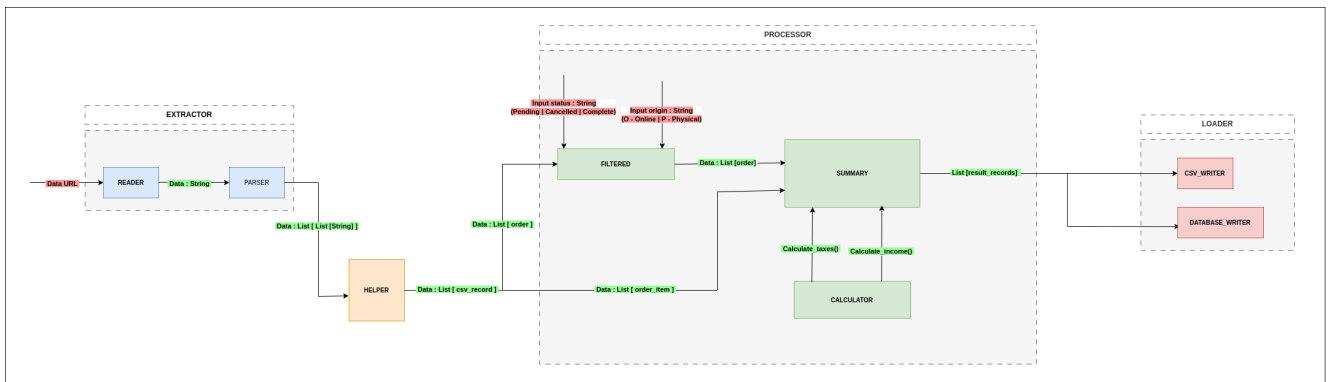 PROCESSOR
Input status : String
(Pending | Cancelled | Complete)
Input origin : String
(O - Online | P - Physical)
EXTRACTOR
LOADER
FILTERED
Data : List [order]
SUMMARY
List [result_records]
CSV_WRITER
Data URL
READER
Data : String
PARSER
Data : List [ List [String] ]
Data : List [ order ]
DATABASE_WRITER
Calculate_taxes()
Calculate_income()
HELPER
Data : List [ csv_record ]
Data : List [ order_item ]
CALCULATOR